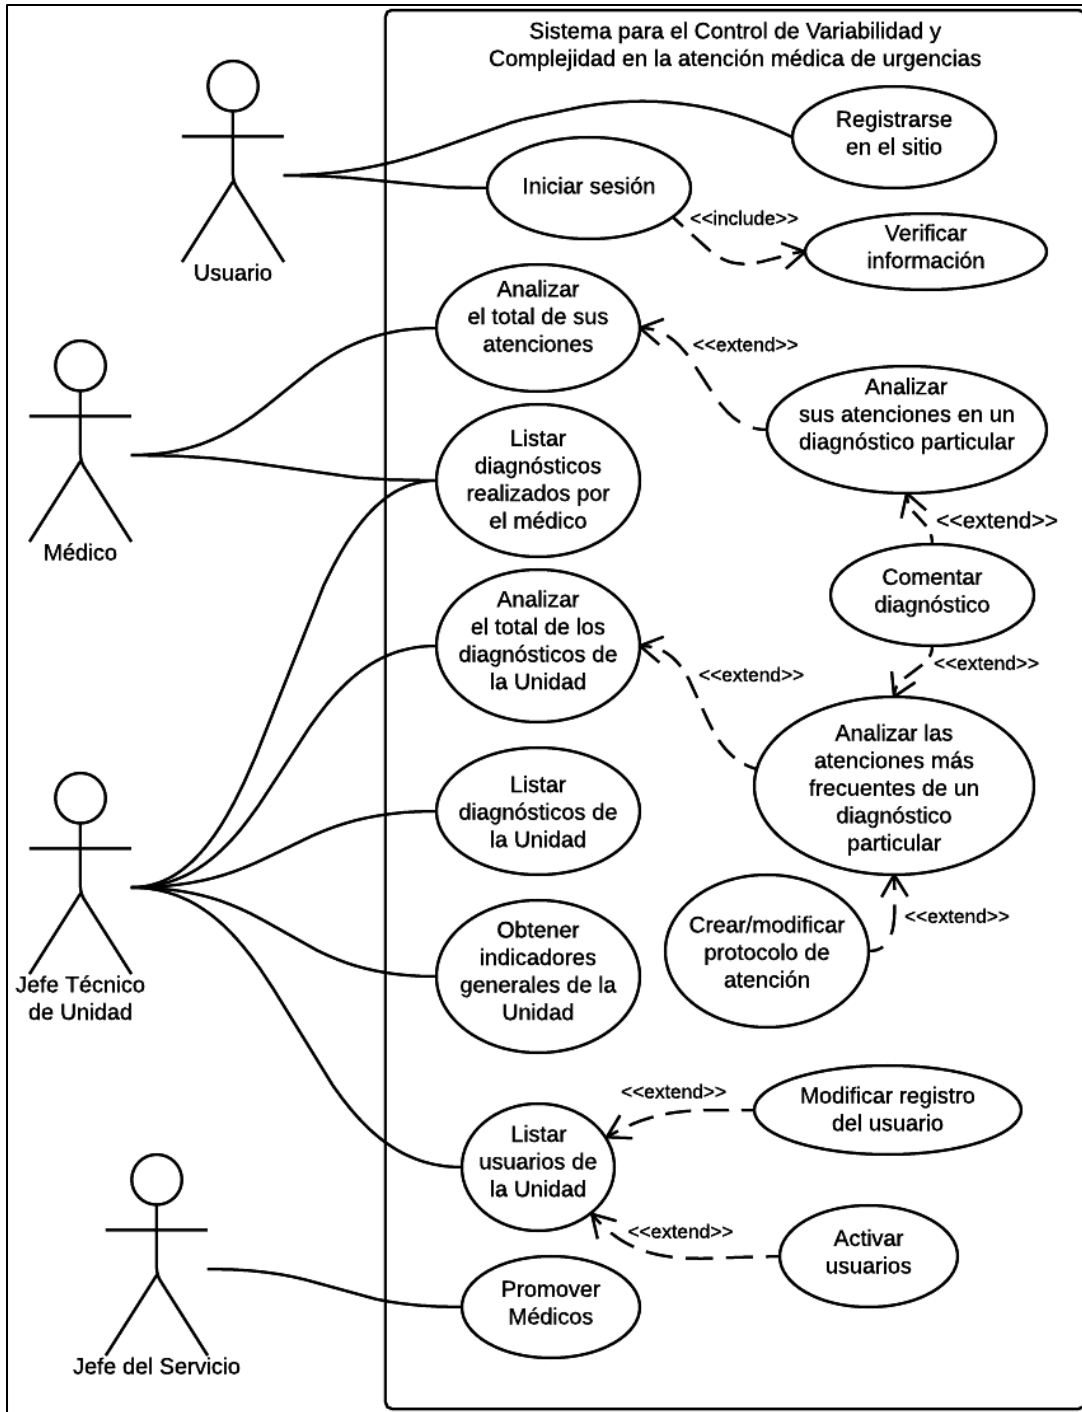 Sistema para el Control de Variabilidad y
Complejidad en la atención médica de urgencias
Registrarse
en el sitio
Iniciar sesión
<<include>>
Verificar
información
Usuario
Analizar
el total de sus
atenciones
<<extend>>
Analizar
sus atenciones en un
diagnóstico particular
Listar
diagnósticos
realizados por
el médico
<<extend>>
Médico
Comentar
diagnóstico
Analizar
el total de los
diagnósticos de
la Unidad
<<extend>>
<<extend>>
Analizar las
atenciones más
frecuentes de un
diagnóstico
particular
Listar
diagnósticos de
la Unidad
<<extend>>
Crear/modificar
protocolo de
atención
Obtener
indicadores
generales de la
Unidad
Jefe Técnico
de Unidad
<<extend>>
Modificar registro
del usuario
Listar
usuarios de
la Unidad
<<extend>>
Activar
usuarios
Promover
Médicos
Jefe del Servicio